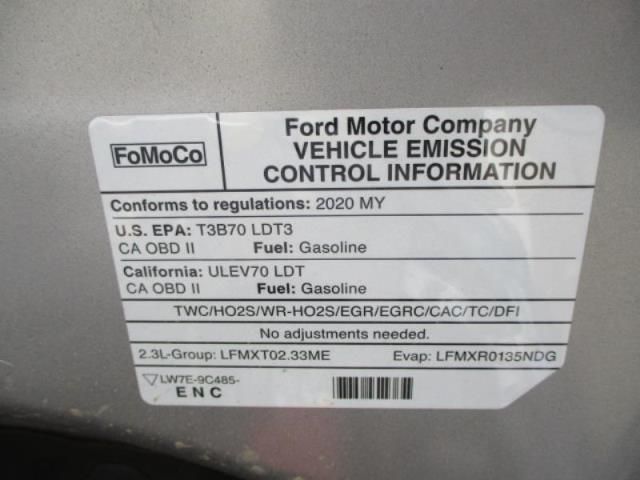 FoMoCo
Ford Motor Company
VEHICLE EMISSION
CONTROL INFORMATION
Conforms to regulations: 2020 MY
U.S. EPA: T3B70 LDT3
CA OBD II Fuel: Gasoline
California: ULEV70 LDT
CA OBD II Fuel: Gasoline
TWC/HO2S/WR-HO2S/EGR/EGRC/CAC/TC/DFI
No adjustments needed.
2.3L-Group: LFMXT02.33ME Evap: LFMXR0135NDG
LW7E-9C485-
ENC